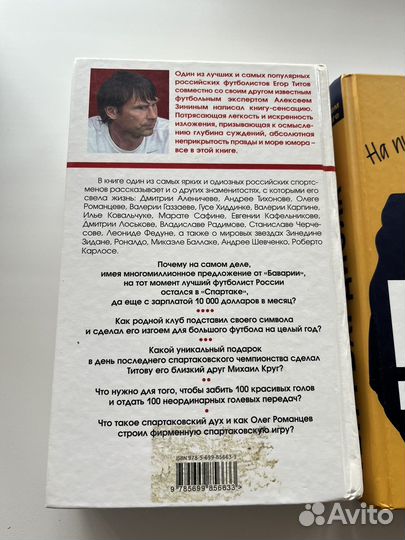 Один из лучших и самых популярных
российских футболистов Егор Титов
совместно со своим другом известным
футбольным экспертом Алексеем
Зининым написал книгу-сенсацию.
Потрясающая легкость и искренность
изложения, призывающая к осмысле-
нию глубина суждений, абсолютная
неприкрытость правды и море юмора –
все в этой книге.
В книге один из самых ярких и одиозных российских спортс-
менов рассказывает и о других знаменитостях, с которыми его
свела жизнь: Дмитрии Аленичеве, Андрее Тихонове, Олеге
Романцеве, Валерии Газзаеве, Гусе Хиддинке, Валерии Карпине,
Илье Ковальчуке, Марате Сафине, Евгении Кафельникове,
Дмитрии Лоськове, Владиславе Радимове, Станиславе Черче-
сове, Леониде Федуне, а также о мировых звездах Зинедине
Зидане, Роналдо, Михаэле Баллаке, Андрее Шевченко, Роберто
Карлосе.
Почему на самом деле,
имея многомиллионное предложение от «Баварии»,
на тот момент лучший футболист России
остался в «Спартаке»,
да еще с зарплатой 10 000 долларов в месяц?
Как родной клуб подставил своего символа
и сделал его изгоем для большого футбола на целый год?
Какой уникальный подарок
в день последнего спартаковского чемпионства сделал
Титову его близкий друг Михаил Круг?
Что нужно для того, чтобы забить 100 красивых голов
и отдать 100 неординарных голевых передач?
Что такое спартаковский дух и как Олег Романцев
строил фирменную спартаковскую игру?
ISBN 978-5-699-85663-3
9 785699 856633 >
На
Avito